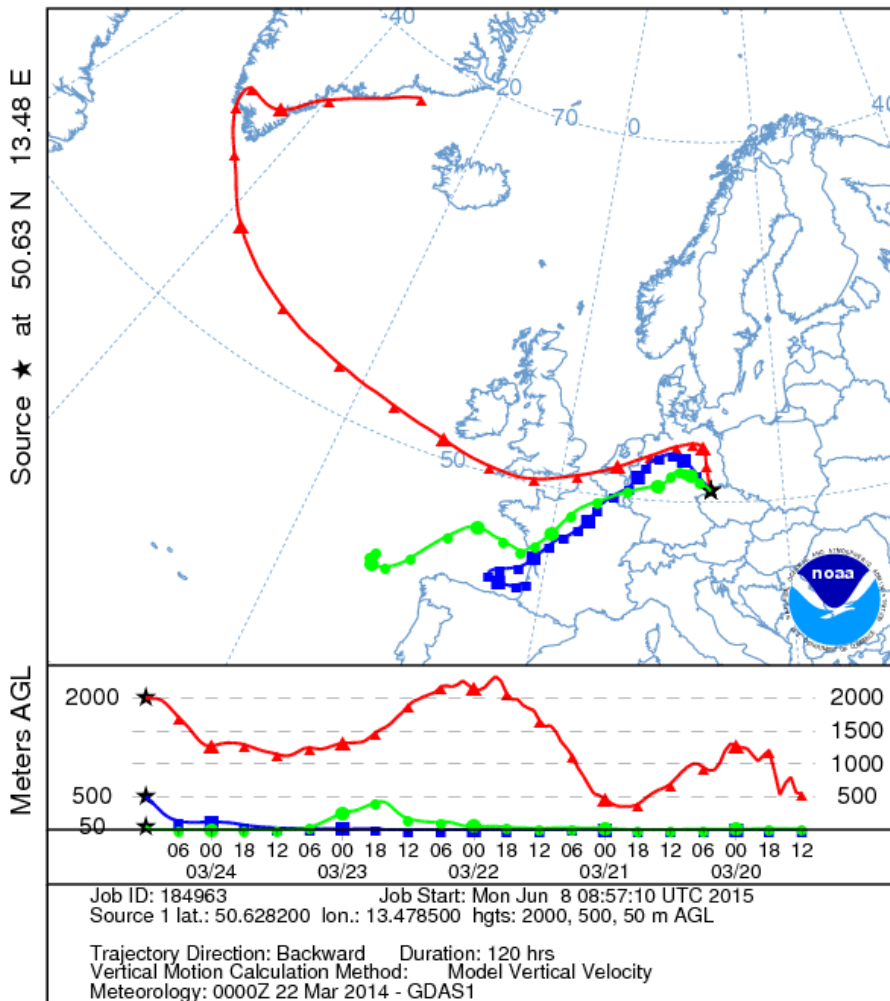 Source ★ at 50.63 N 13.48 E
-40
20
70
0
20
40
50
noaa
Meters AGL
2000
500
50
2000
1500
1000
500
06 00 18 12 06 00 18 12 06 00 18 12 06 00 18 12 06 00 18 12
03/24 03/23 03/22 03/21 03/20
Job ID: 184963 Job Start: Mon Jun 8 08:57:10 UTC 2015
Source 1 lat.: 50.628200 lon.: 13.478500 hgts: 2000, 500, 50 m AGL
Trajectory Direction: Backward Duration: 120 hrs
Vertical Motion Calculation Method: Model Vertical Velocity
Meteorology: 0000Z 22 Mar 2014 - GDAS1